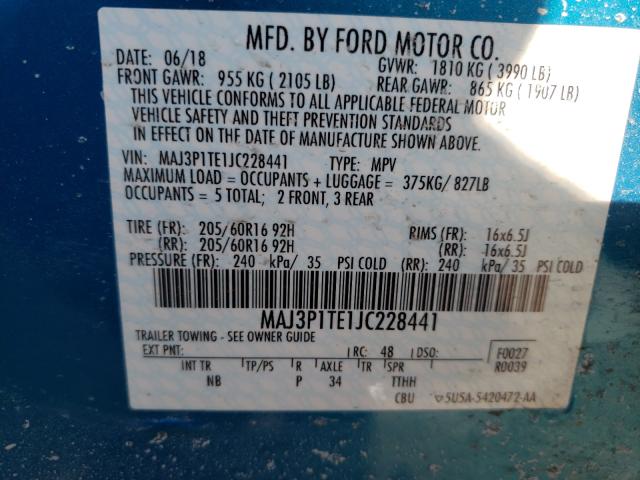 MFD. BY FORD MOTOR CO.
DATE: 06/18 GVWR: 1810 KG ( 3990 LB)
FRONT GAWR: 955 KG ( 2105 LB) REAR GAWR: 865 KG ( 1907 LB)
THIS VEHICLE CONFORMS TO ALL APPLICABLE FEDERAL MOTOR
VEHICLE SAFETY AND THEFT PREVENTION STANDARDS
IN EFFECT ON THE DATE OF MANUFACTURE SHOWN ABOVE.
VIN: MAJ3P1TE1JC228441 TYPE: MPV
MAXIMUM LOAD = OCCUPANTS + LUGGAGE = 375KG/ 827LB
OCCUPANTS = 5 TOTAL; 2 FRONT, 3 REAR
TIRE (FR): 205/60R16 92H RIMS (FR): 16x6.5J
(RR): 205/60R16 92H (RR): 16x6.5J
PRESSURE (FR): 240 kPa/ 35 PSI COLD (RR): 240 kPa/ 35 PSI COLD
MAJ3P1TE1JC228441
TRAILER TOWING - SEE OWNER GUIDE
EXT PNT: RC: 48 DSO: F0027
INT TR TP/PS R AXLE TR SPR R0039
NB P 34 TTHH
CBU 5U5A-5420472-AA